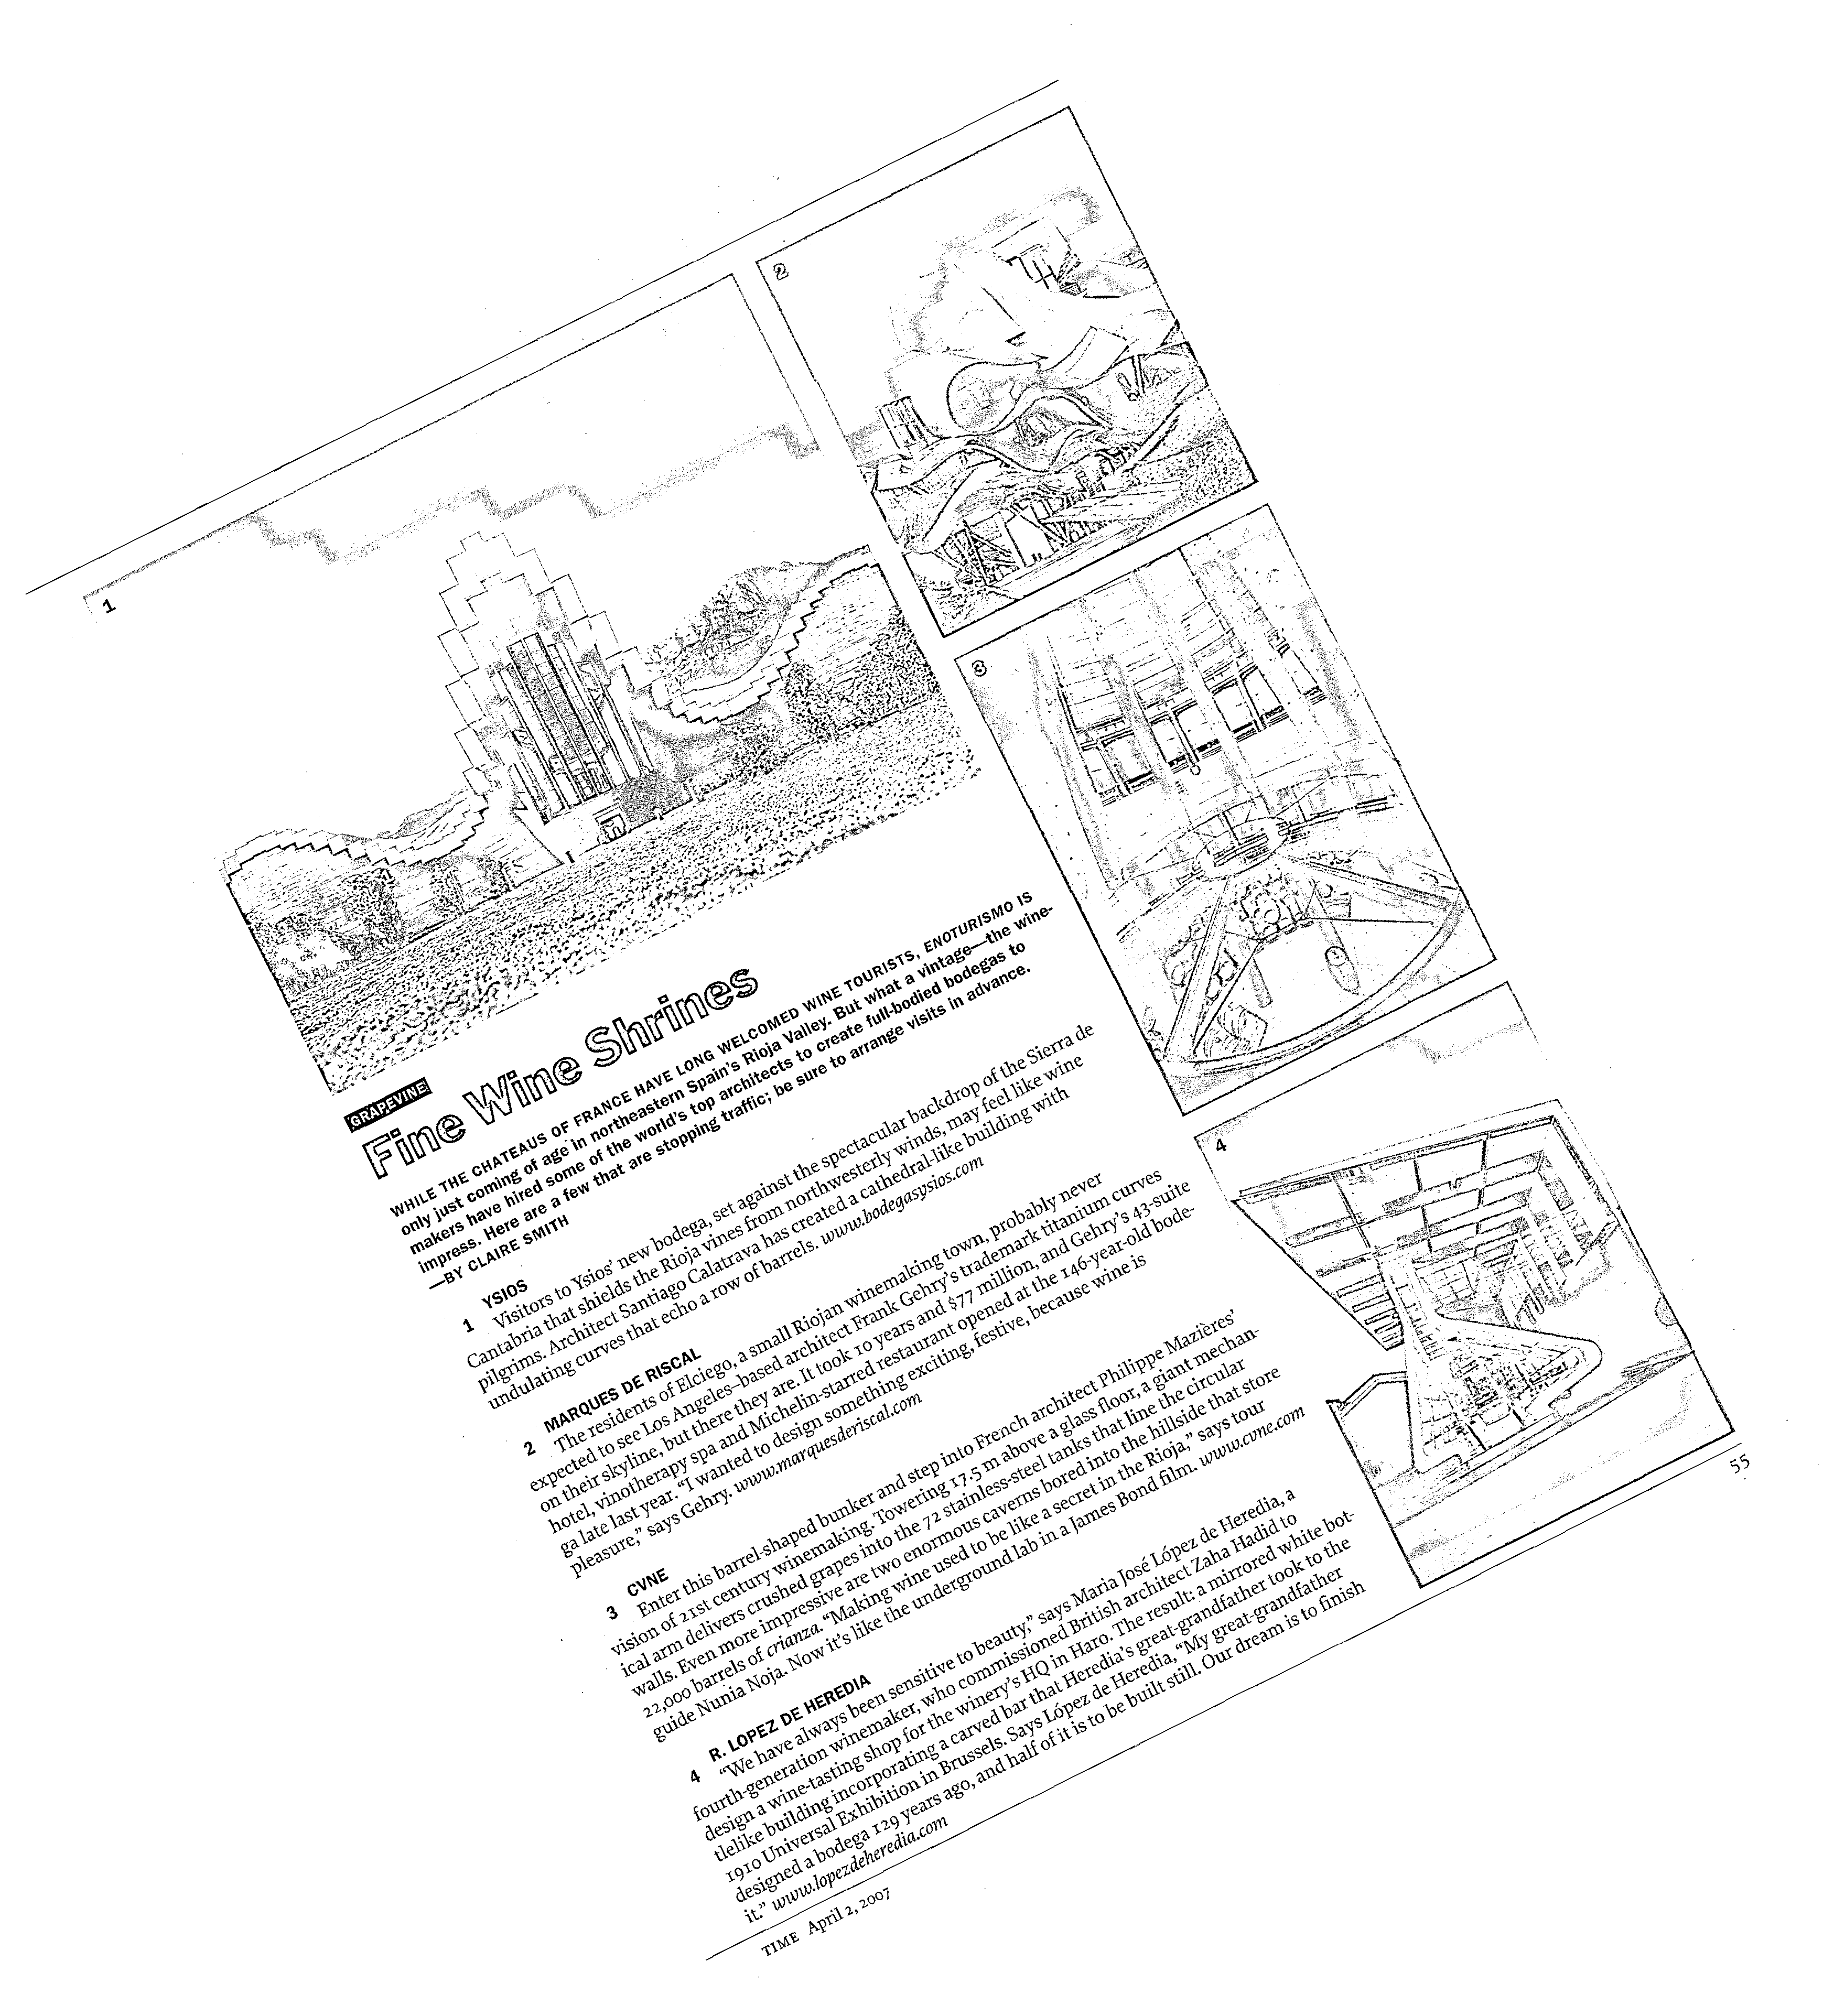 1
2
3
4
GRAPEVINE
Fine Wine Shrines
WHILE THE CHATEAUS OF FRANCE HAVE LONG WELCOMED WINE TOURISTS, ENOTURISMO IS
only just coming of age in northeastern Spain's Rioja Valley. But what a vintage—the wine-
makers have hired some of the world's top architects to create full-bodied bodegas to
impress. Here are a few that are stopping traffic; be sure to arrange visits in advance.
—BY CLAIRE SMITH
1 YSIOS
Visitors to Ysios' new bodega, set against the spectacular backdrop of the Sierra de
Cantabria that shields the Rioja vines from northwesterly winds, may feel like wine
pilgrims. Architect Santiago Calatrava has created a cathedral-like building with
undulating curves that echo a row of barrels. www.bodegasysios.com
2 MARQUES DE RISCAL
The residents of Elciego, a small Riojan winemaking town, probably never
expected to see Los Angeles–based architect Frank Gehry's trademark titanium curves
on their skyline, but there they are. It took 10 years and $77 million, and Gehry's 43-suite
hotel, vinotherapy spa and Michelin-starred restaurant opened at the 146-year-old bode-
ga late last year. “I wanted to design something exciting, festive, because wine is
pleasure,” says Gehry. www.marquesderiscal.com
3 CVNE
Enter this barrel-shaped bunker and step into French architect Philippe Mazières'
vision of 21st century winemaking. Towering 17.5 m above a glass floor, a giant mechan-
ical arm delivers crushed grapes into the 72 stainless-steel tanks that line the circular
walls. Even more impressive are two enormous caverns bored into the hillside that store
22,000 barrels of crianza. “Making wine used to be like a secret in the Rioja,” says tour
guide Nunia Noja. Now it's like the underground lab in a James Bond film. www.cvne.com
4 R. LOPEZ DE HEREDIA
“We have always been sensitive to beauty,” says Maria José López de Heredia, a
fourth-generation winemaker, who commissioned British architect Zaha Hadid to
design a wine-tasting shop for the winery's HQ in Haro. The result: a mirrored white bot-
tlelike building incorporating a carved bar that Heredia's great-grandfather took to the
1910 Universal Exhibition in Brussels. Says López de Heredia, “My great-grandfather
designed a bodega 129 years ago, and half of it is to be built still. Our dream is to finish
it.” www.lopezdeheredia.com
TIME April 2, 2007
55